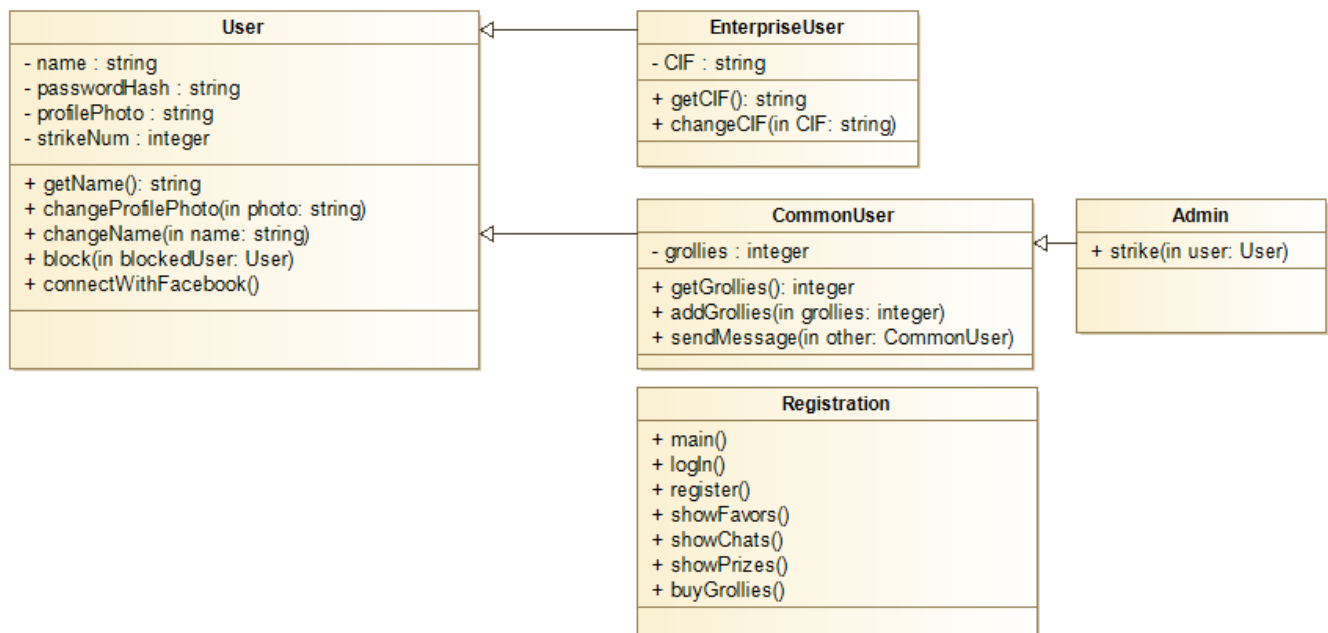 User
- name : string
- passwordHash : string
- profilePhoto : string
- strikeNum : integer
+ getName(): string
+ changeProfilePhoto(in photo: string)
+ changeName(in name: string)
+ block(in blockedUser: User)
+ connectWithFacebook()
EnterpriseUser
- CIF : string
+ getCIF(): string
+ changeCIF(in CIF: string)
CommonUser
- grollies : integer
+ getGrollies(): integer
+ addGrollies(in grollies: integer)
+ sendMessage(in other: CommonUser)
Admin
+ strike(in user: User)
Registration
+ main()
+ logIn()
+ register()
+ showFavors()
+ showChats()
+ showPrizes()
+ buyGrollies()